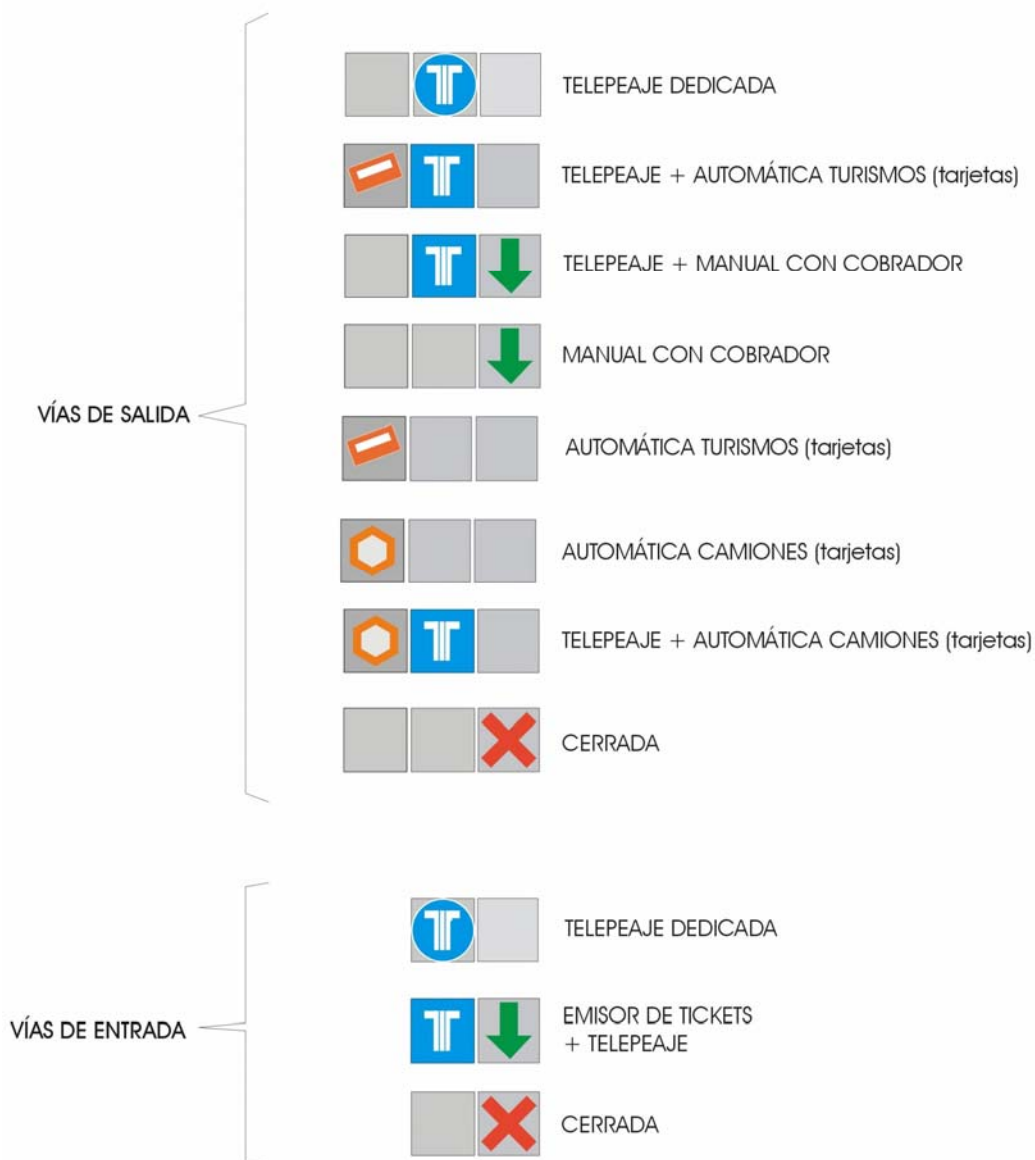 TELEPEAJE DEDICADA
TELEPEAJE + AUTOMÁTICA TURISMOS (tarjetas)
TELEPEAJE + MANUAL CON COBRADOR
MANUAL CON COBRADOR
VÍAS DE SALIDA
AUTOMÁTICA TURISMOS (tarjetas)
AUTOMÁTICA CAMIONES (tarjetas)
TELEPEAJE + AUTOMÁTICA CAMIONES (tarjetas)
CERRADA
TELEPEAJE DEDICADA
VÍAS DE ENTRADA
EMISOR DE TICKETS
+ TELEPEAJE
CERRADA